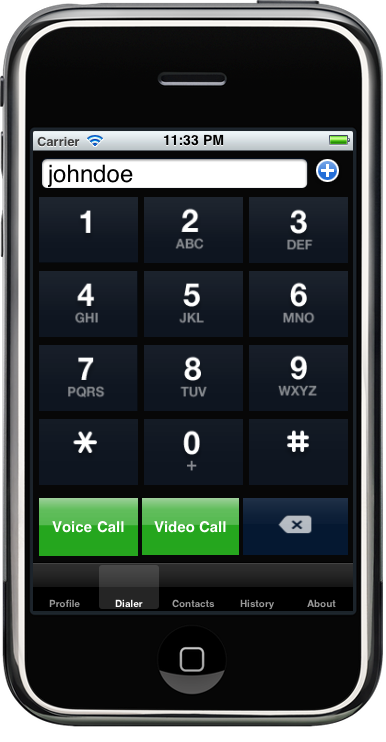 Carrier 11:33 PM
johndoe
1 2 3
ABC DEF
4 5 6
GHI JKL MNO
7 8 9
PQRS TUV WXYZ
* 0 #
+
Voice Call Video Call
Profile Dialer Contacts History About